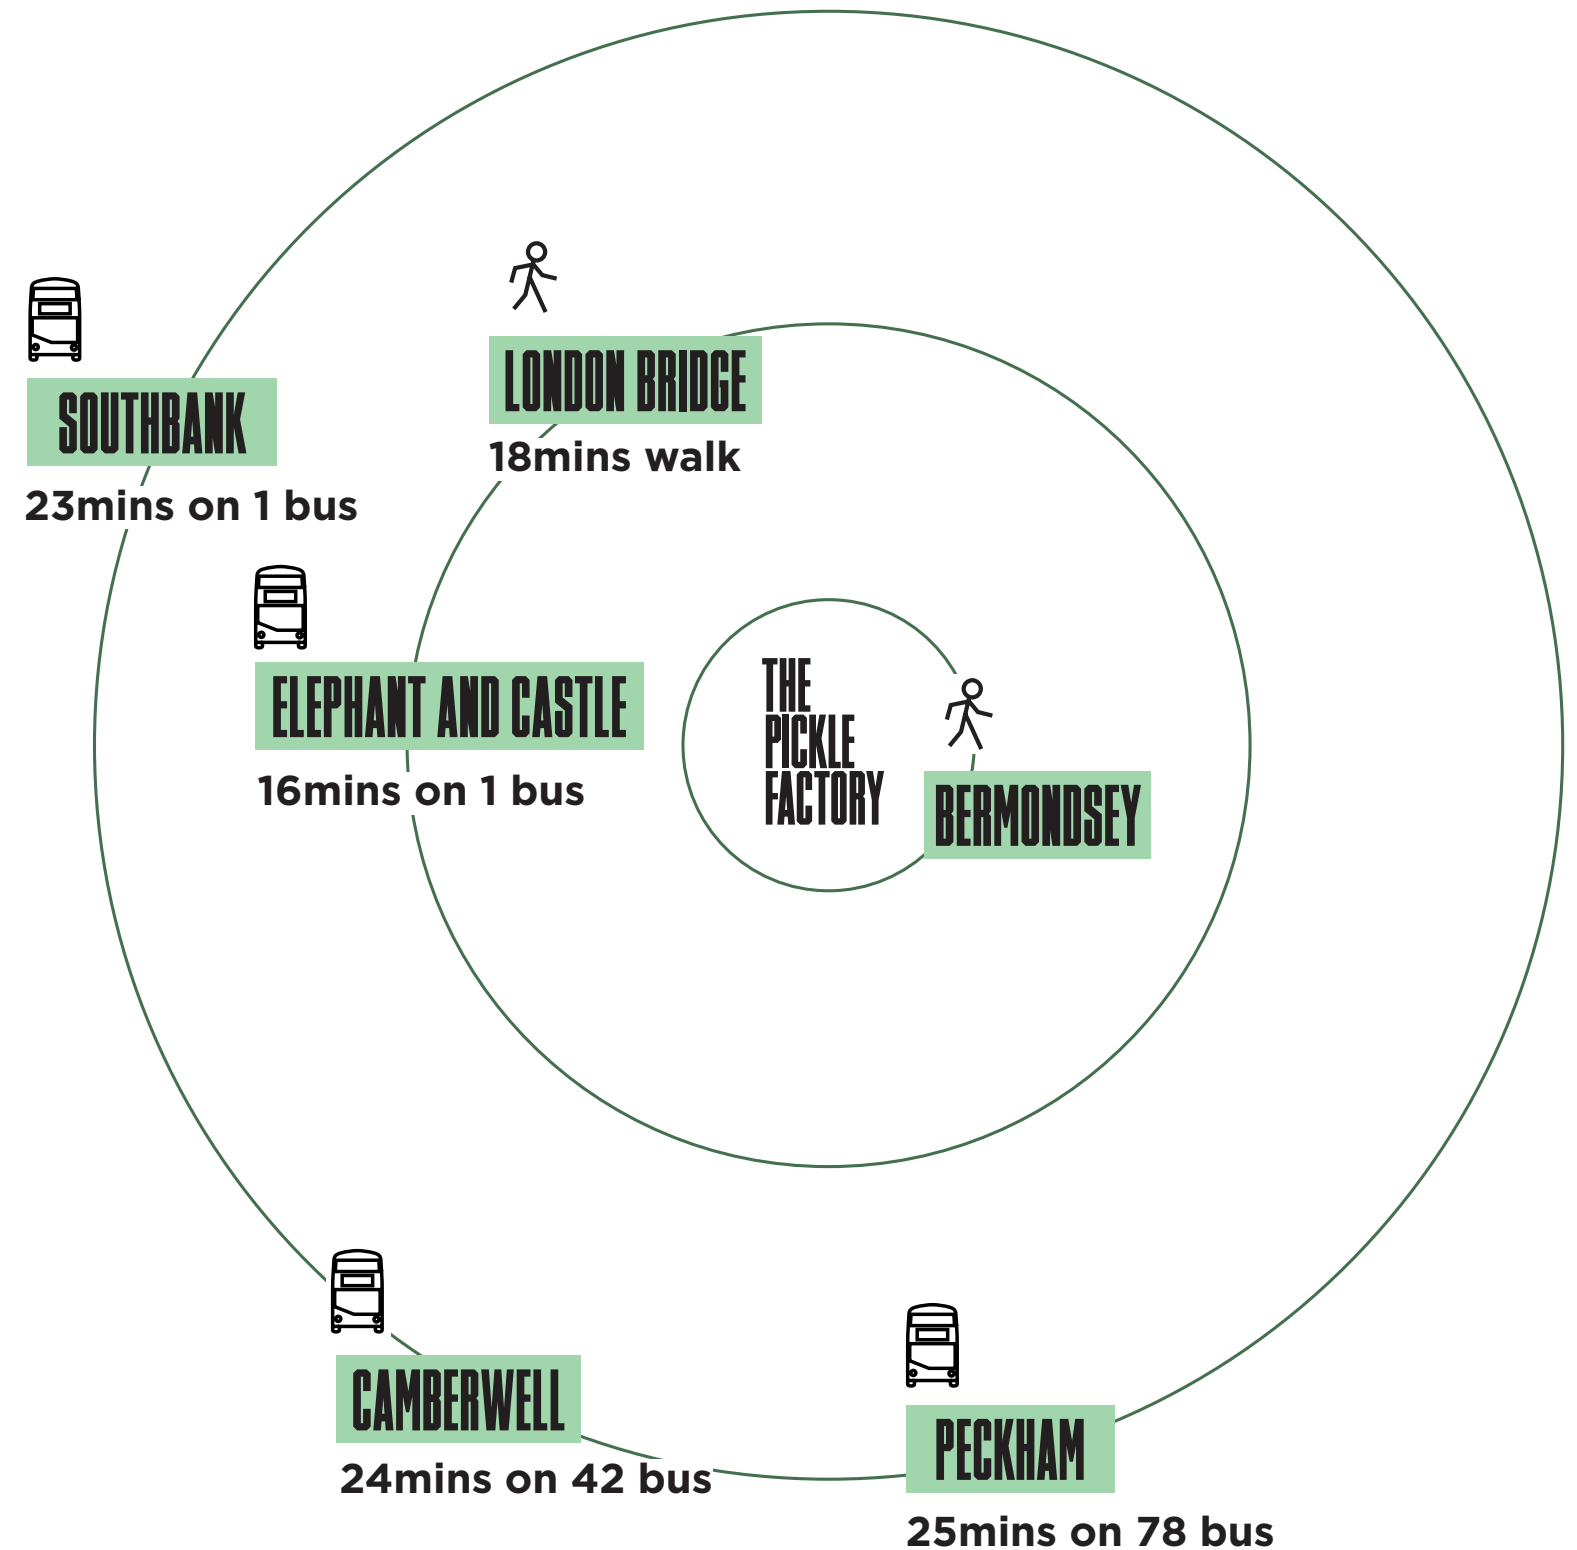 LONDON BRIDGE
18mins walk
SOUTHBANK
23mins on 1 bus
ELEPHANT AND CASTLE
16mins on 1 bus
THE
PICKLE
FACTORY
BERMONDSEY
CAMBERWELL
24mins on 42 bus
PECKHAM
25mins on 78 bus